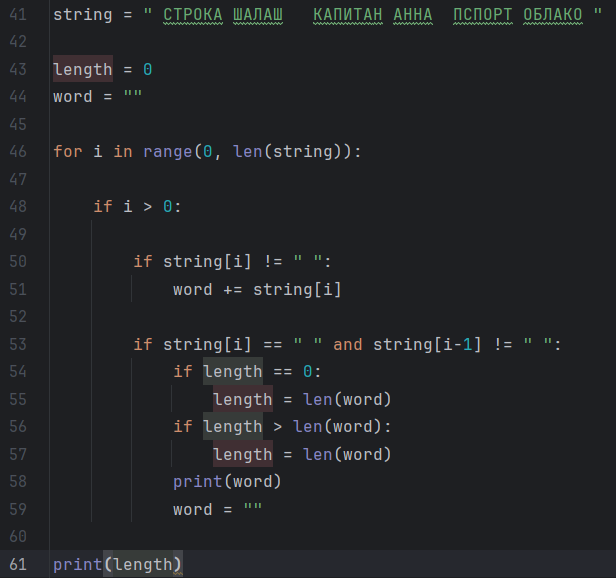 41 string = " СТРОКА ШАЛАШ   КАПИТАН АННА  ПСПОРТ ОБЛАКО "
42
43 length = 0
44 word = ""
45
46 for i in range(0, len(string)):
47
48     if i > 0:
49
50         if string[i] != " ":
51             word += string[i]
52
53         if string[i] == " " and string[i-1] != " ":
54             if length == 0:
55                 length = len(word)
56             if length > len(word):
57                 length = len(word)
58             print(word)
59             word = ""
60
61 print(length)